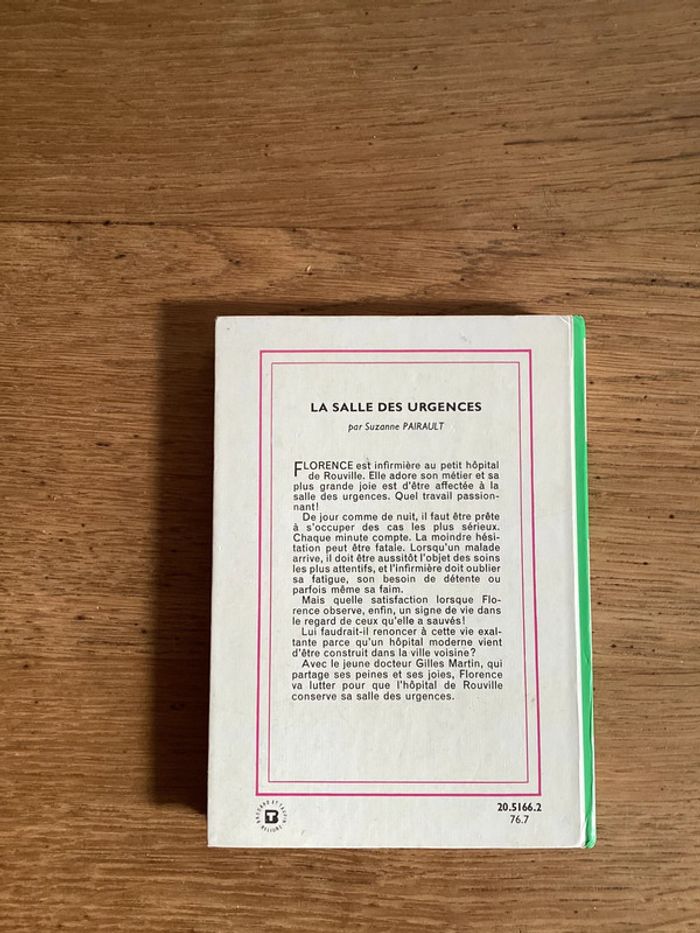 LA SALLE DES URGENCES
par Suzanne PAIRAULT
FLORENCE est infirmière au petit hôpital
de Rouville. Elle adore son métier et sa
plus grande joie est d'être affectée à la
salle des urgences. Quel travail passion-
nant!
De jour comme de nuit, il faut être prête
à s'occuper des cas les plus sérieux.
Chaque minute compte. La moindre hési-
tation peut être fatale. Lorsqu'un malade
arrive, il doit être aussitôt l'objet des soins
les plus attentifs, et l'infirmière doit oublier
sa fatigue, son besoin de détente ou
parfois même sa faim.
Mais quelle satisfaction lorsque Flo-
rence observe, enfin, un signe de vie dans
le regard de ceux qu'elle a sauvés!
Lui faudrait-il renoncer à cette vie exal-
tante parce qu'un hôpital moderne vient
d'être construit dans la ville voisine?
Avec le jeune docteur Gilles Martin, qui
partage ses peines et ses joies, Florence
va lutter pour que l'hôpital de Rouville
conserve sa salle des urgences.
BRODARD ET TAUPIN
RELIURE
20.5166.2
76.7